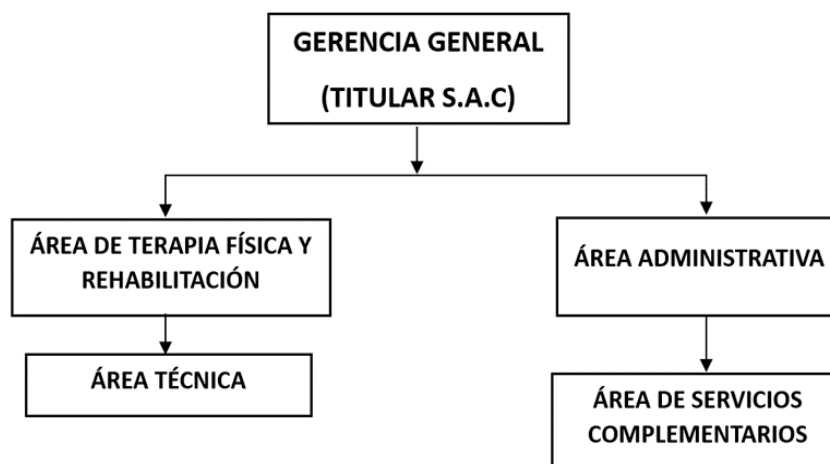 GERENCIA GENERAL
(TITULAR S.A.C)
ÁREA DE TERAPIA FÍSICA Y
REHABILITACIÓN
ÁREA ADMINISTRATIVA
ÁREA TÉCNICA
ÁREA DE SERVICIOS
COMPLEMENTARIOS